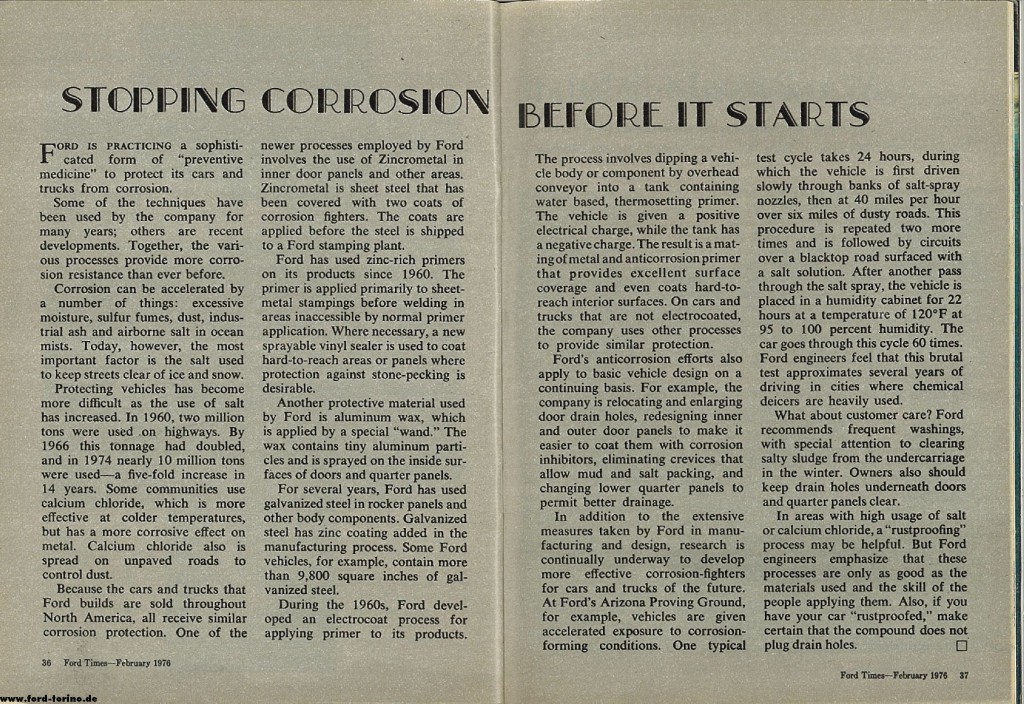 STOPPING CORROSION BEFORE IT STARTS
FORD IS PRACTICING a sophisti-
cated form of "preventive
medicine" to protect its cars and
trucks from corrosion.
Some of the techniques have
been used by the company for
many years; others are recent
developments. Together, the vari-
ous processes provide more corro-
sion resistance than ever before.
Corrosion can be accelerated by
a number of things: excessive
moisture, sulfur fumes, dust, indus-
trial ash and airborne salt in ocean
mists. Today, however, the most
important factor is the salt used
to keep streets clear of ice and snow.
Protecting vehicles has become
more difficult as the use of salt
has increased. In 1960, two million
tons were used on highways. By
1966 this tonnage had doubled,
and in 1974 nearly 10 million tons
were used—a five-fold increase in
14 years. Some communities use
calcium chloride, which is more
effective at colder temperatures,
but has a more corrosive effect on
metal. Calcium chloride also is
spread on unpaved roads to
control dust.
Because the cars and trucks that
Ford builds are sold throughout
North America, all receive similar
corrosion protection. One of the
newer processes employed by Ford
involves the use of Zincrometal in
inner door panels and other areas.
Zincrometal is sheet steel that has
been covered with two coats of
corrosion fighters. The coats are
applied before the steel is shipped
to a Ford stamping plant.
Ford has used zinc-rich primers
on its products since 1960. The
primer is applied primarily to sheet-
metal stampings before welding in
areas inaccessible by normal primer
application. Where necessary, a new
sprayable vinyl sealer is used to coat
hard-to-reach areas or panels where
protection against stone-pecking is
desirable.
Another protective material used
by Ford is aluminum wax, which
is applied by a special "wand." The
wax contains tiny aluminum parti-
cles and is sprayed on the inside sur-
faces of doors and quarter panels.
For several years, Ford has used
galvanized steel in rocker panels and
other body components. Galvanized
steel has zinc coating added in the
manufacturing process. Some Ford
vehicles, for example, contain more
than 9,800 square inches of gal-
vanized steel.
During the 1960s, Ford devel-
oped an electrocoat process for
applying primer to its products.
36 Ford Times—February 1976
The process involves dipping a vehi-
cle body or component by overhead
conveyor into a tank containing
water based, thermosetting primer.
The vehicle is given a positive
electrical charge, while the tank has
a negative charge. The result is a mat-
ing of metal and anticorrosion primer
that provides excellent surface
coverage and even coats hard-to-
reach interior surfaces. On cars and
trucks that are not electrocoated,
the company uses other processes
to provide similar protection.
Ford's anticorrosion efforts also
apply to basic vehicle design on a
continuing basis. For example, the
company is relocating and enlarging
door drain holes, redesigning inner
and outer door panels to make it
easier to coat them with corrosion
inhibitors, eliminating crevices that
allow mud and salt packing, and
changing lower quarter panels to
permit better drainage.
In addition to the extensive
measures taken by Ford in manu-
facturing and design, research is
continually underway to develop
more effective corrosion-fighters
for cars and trucks of the future.
At Ford's Arizona Proving Ground,
for example, vehicles are given
accelerated exposure to corrosion-
forming conditions. One typical
test cycle takes 24 hours, during
which the vehicle is first driven
slowly through banks of salt-spray
nozzles, then at 40 miles per hour
over six miles of dusty roads. This
procedure is repeated two more
times and is followed by circuits
over a blacktop road surfaced with
a salt solution. After another pass
through the salt spray, the vehicle is
placed in a humidity cabinet for 22
hours at a temperature of 120°F at
95 to 100 percent humidity. The
car goes through this cycle 60 times.
Ford engineers feel that this brutal
test approximates several years of
driving in cities where chemical
deicers are heavily used.
What about customer care? Ford
recommends frequent washings,
with special attention to clearing
salty sludge from the undercarriage
in the winter. Owners also should
keep drain holes underneath doors
and quarter panels clear.
In areas with high usage of salt
or calcium chloride, a "rustproofing"
process may be helpful. But Ford
engineers emphasize that these
processes are only as good as the
materials used and the skill of the
people applying them. Also, if you
have your car "rustproofed," make
certain that the compound does not
plug drain holes. □
Ford Times—February 1976 37
www.ford-torino.de